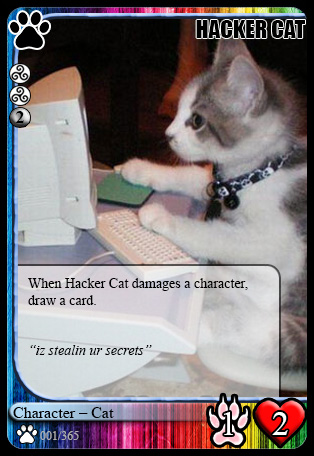 HACKER CAT
2
When Hacker Cat damages a character,
draw a card.
“iz stealin ur secrets”
Character – Cat
001/365
1
2